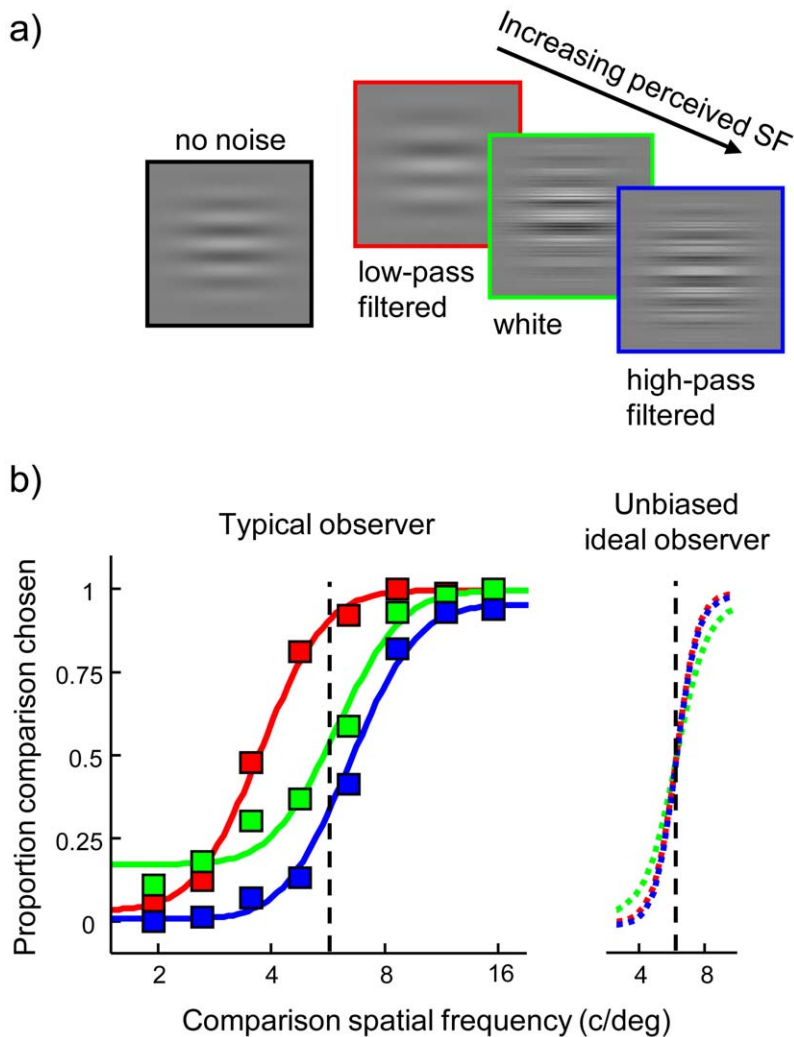 a)
Increasing perceived SF
no noise
low-pass
filtered
white
high-pass
filtered
b)
Typical observer
Unbiased
ideal observer
Proportion comparison chosen
1
0.75
0.5
0.25
0
2
4
8
16
4
8
Comparison spatial frequency (c/deg)